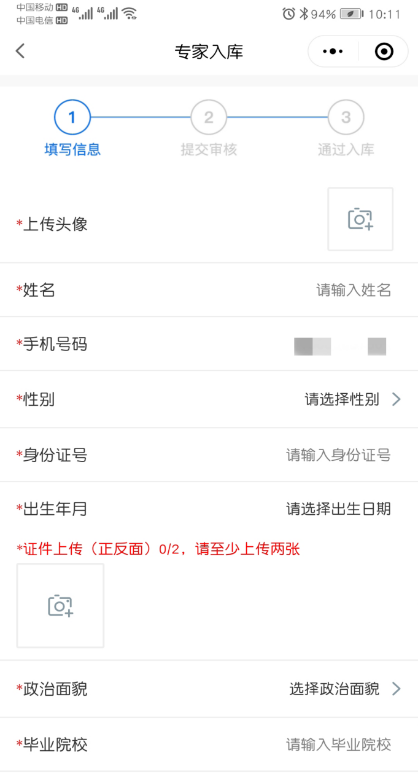 中国移动 HD 46 46
中国电信 HD
94% 10:11
专家入库
1 2 3
填写信息 提交审核 通过入库
*上传头像
*姓名 请输入姓名
*手机号码
*性别 请选择性别
*身份证号 请输入身份证号
*出生年月 请选择出生日期
*证件上传（正反面）0/2，请至少上传两张
*政治面貌 选择政治面貌
*毕业院校 请输入毕业院校